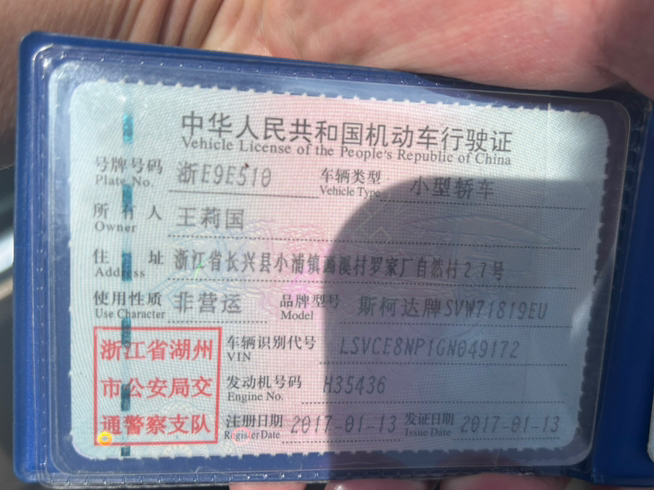 中华人民共和国机动车行驶证
Vehicle License of the People's Republic of China
号牌号码 浙E9E510 车辆类型 小型轿车
Plate No. Vehicle Type
所有人 王莉国
Owner
住址 浙江省长兴县小浦镇画溪村罗家厂自然村27号
Address
使用性质 非营运 品牌型号 斯柯达牌SVW71819EU
Use Character Model
浙江省湖州
市公安局交
通警察支队
车辆识别代号 LSVCE8NP1GN049172
VIN
发动机号码 H35436
Engine No.
注册日期 2017-01-13 发证日期 2017-01-13
Register Date Issue Date